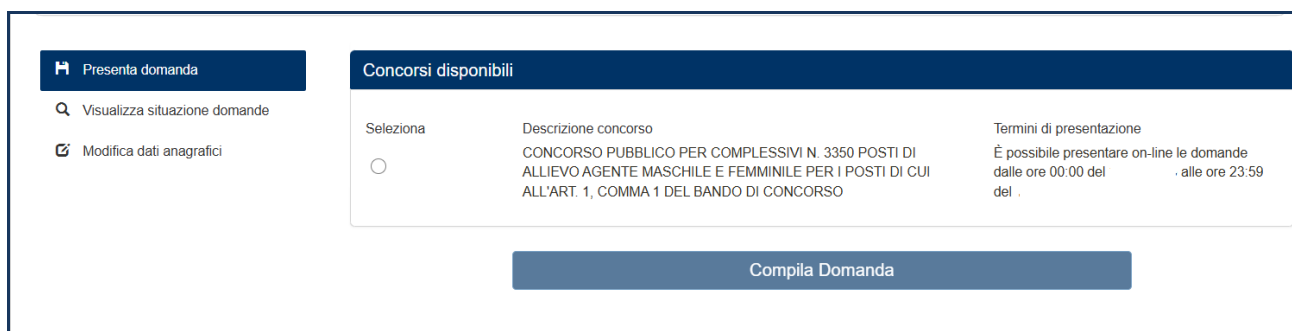 Presenta domanda
Visualizza situazione domande
Modifica dati anagrafici
Concorsi disponibili
Seleziona
Descrizione concorso
CONCORSO PUBBLICO PER COMPLESSIVI N. 3350 POSTI DI
ALLIEVO AGENTE MASCHILE E FEMMINILE PER I POSTI DI CUI
ALL'ART. 1, COMMA 1 DEL BANDO DI CONCORSO
Termini di presentazione
È possibile presentare on-line le domande
dalle ore 00:00 del alle ore 23:59
del
Compila Domanda